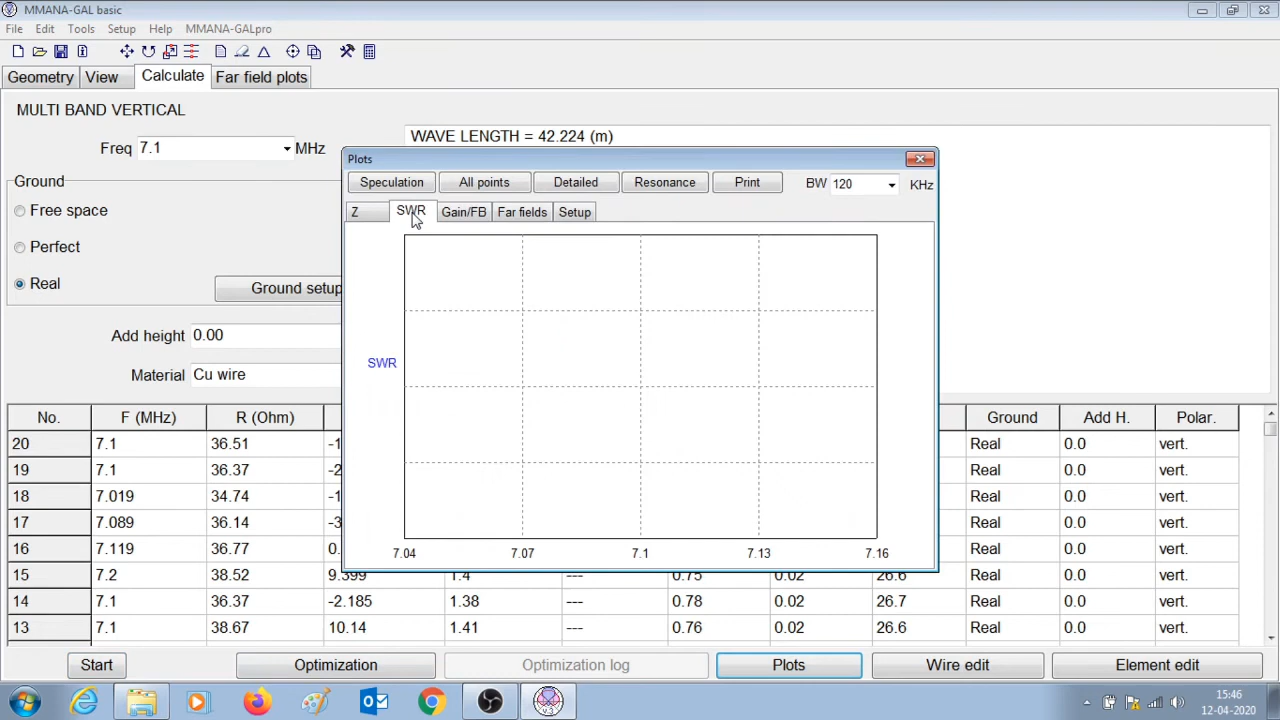 MMANA-GAL basic
File Edit Tools Setup Help MMANA-GALpro
Geometry View Calculate Far field plots
MULTI BAND VERTICAL
WAVE LENGTH = 42.224 (m)
Freq 7.1 MHz
Ground
Free space
Perfect
Real
Ground setup
Add height 0.00
Material Cu wire
Plots
Speculation All points Detailed Resonance Print BW 120 KHz
Z SWR Gain/FB Far fields Setup
SWR
7.04 7.07 7.1 7.13 7.16
No. F (MHz) R (Ohm) Ground Add H. Polar.
20 7.1 36.51 -1 Real 0.0 vert.
19 7.1 36.37 -2 Real 0.0 vert.
18 7.019 34.74 -1 Real 0.0 vert.
17 7.089 36.14 -3 Real 0.0 vert.
16 7.119 36.77 0. Real 0.0 vert.
15 7.2 38.52 9.399 1.4 --- 0.75 0.02 26.6 Real 0.0 vert.
14 7.1 36.37 -2.185 1.38 --- 0.78 0.02 26.7 Real 0.0 vert.
13 7.1 38.67 10.14 1.41 --- 0.76 0.02 26.6 Real 0.0 vert.
Start Optimization Optimization log Plots Wire edit Element edit
15:46
12-04-2020